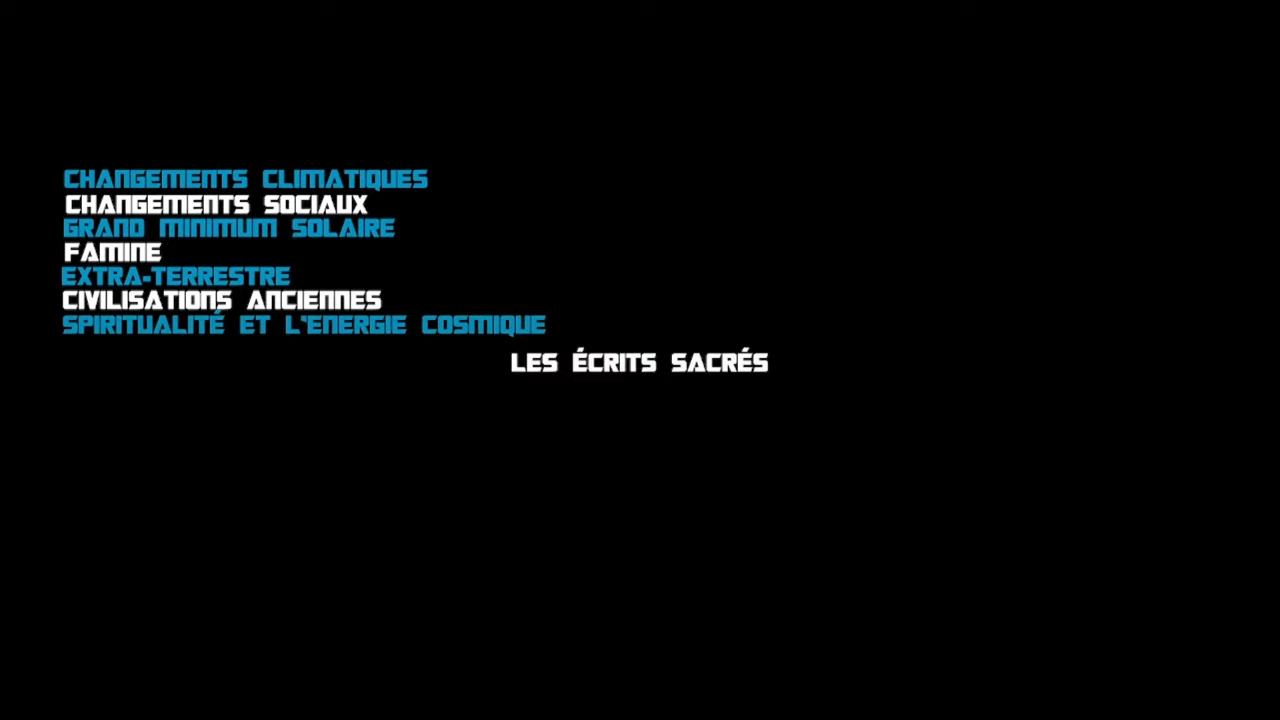 CHANGEMENTS CLIMATIQUES
CHANGEMENTS SOCIAUX
GRAND MINIMUM SOLAIRE
FAMINE
EXTRA-TERRESTRE
CIVILISATIONS ANCIENNES
SPIRITUALITÉ ET L'ENERGIE COSMIQUE
LES ÉCRITS SACRÉS